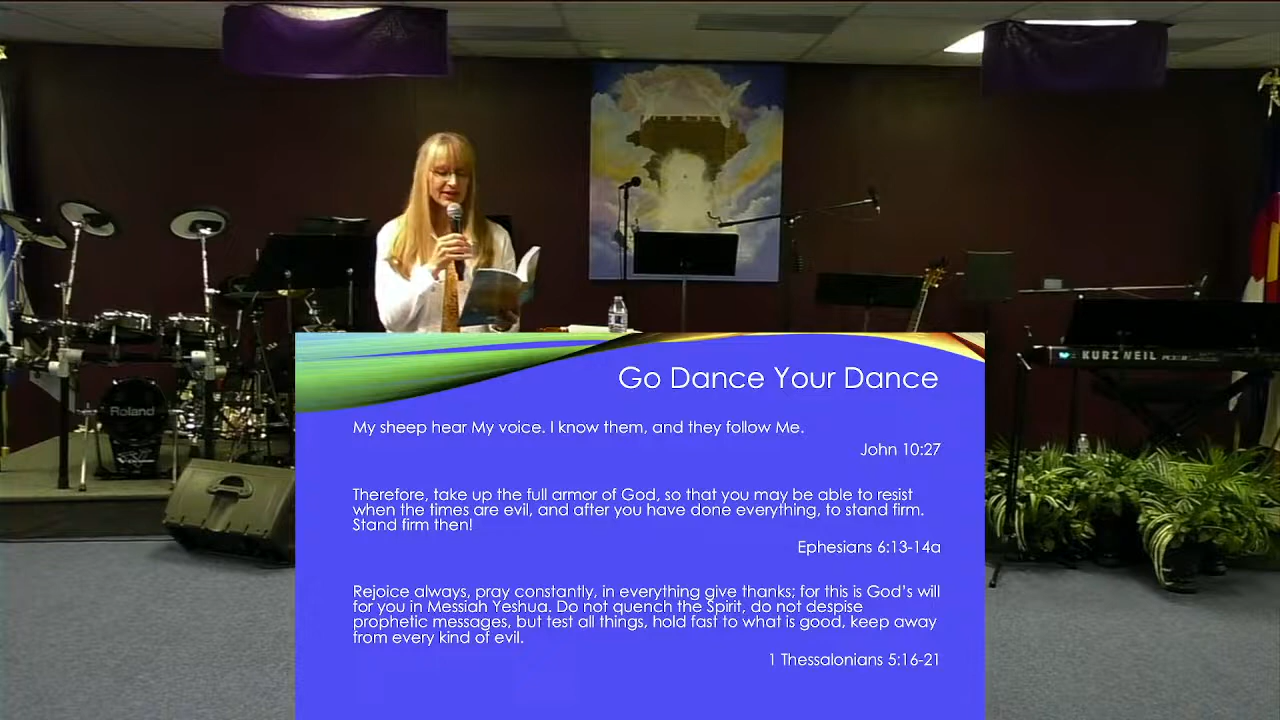 Go Dance Your Dance
My sheep hear My voice. I know them, and they follow Me.
John 10:27
Therefore, take up the full armor of God, so that you may be able to resist
when the times are evil, and after you have done everything, to stand firm.
Stand firm then!
Ephesians 6:13-14a
Rejoice always, pray constantly, in everything give thanks; for this is God's will
for you in Messiah Yeshua. Do not quench the Spirit, do not despise
prophetic messages, but test all things, hold fast to what is good, keep away
from every kind of evil.
1 Thessalonians 5:16-21
KURZWEIL
Roland